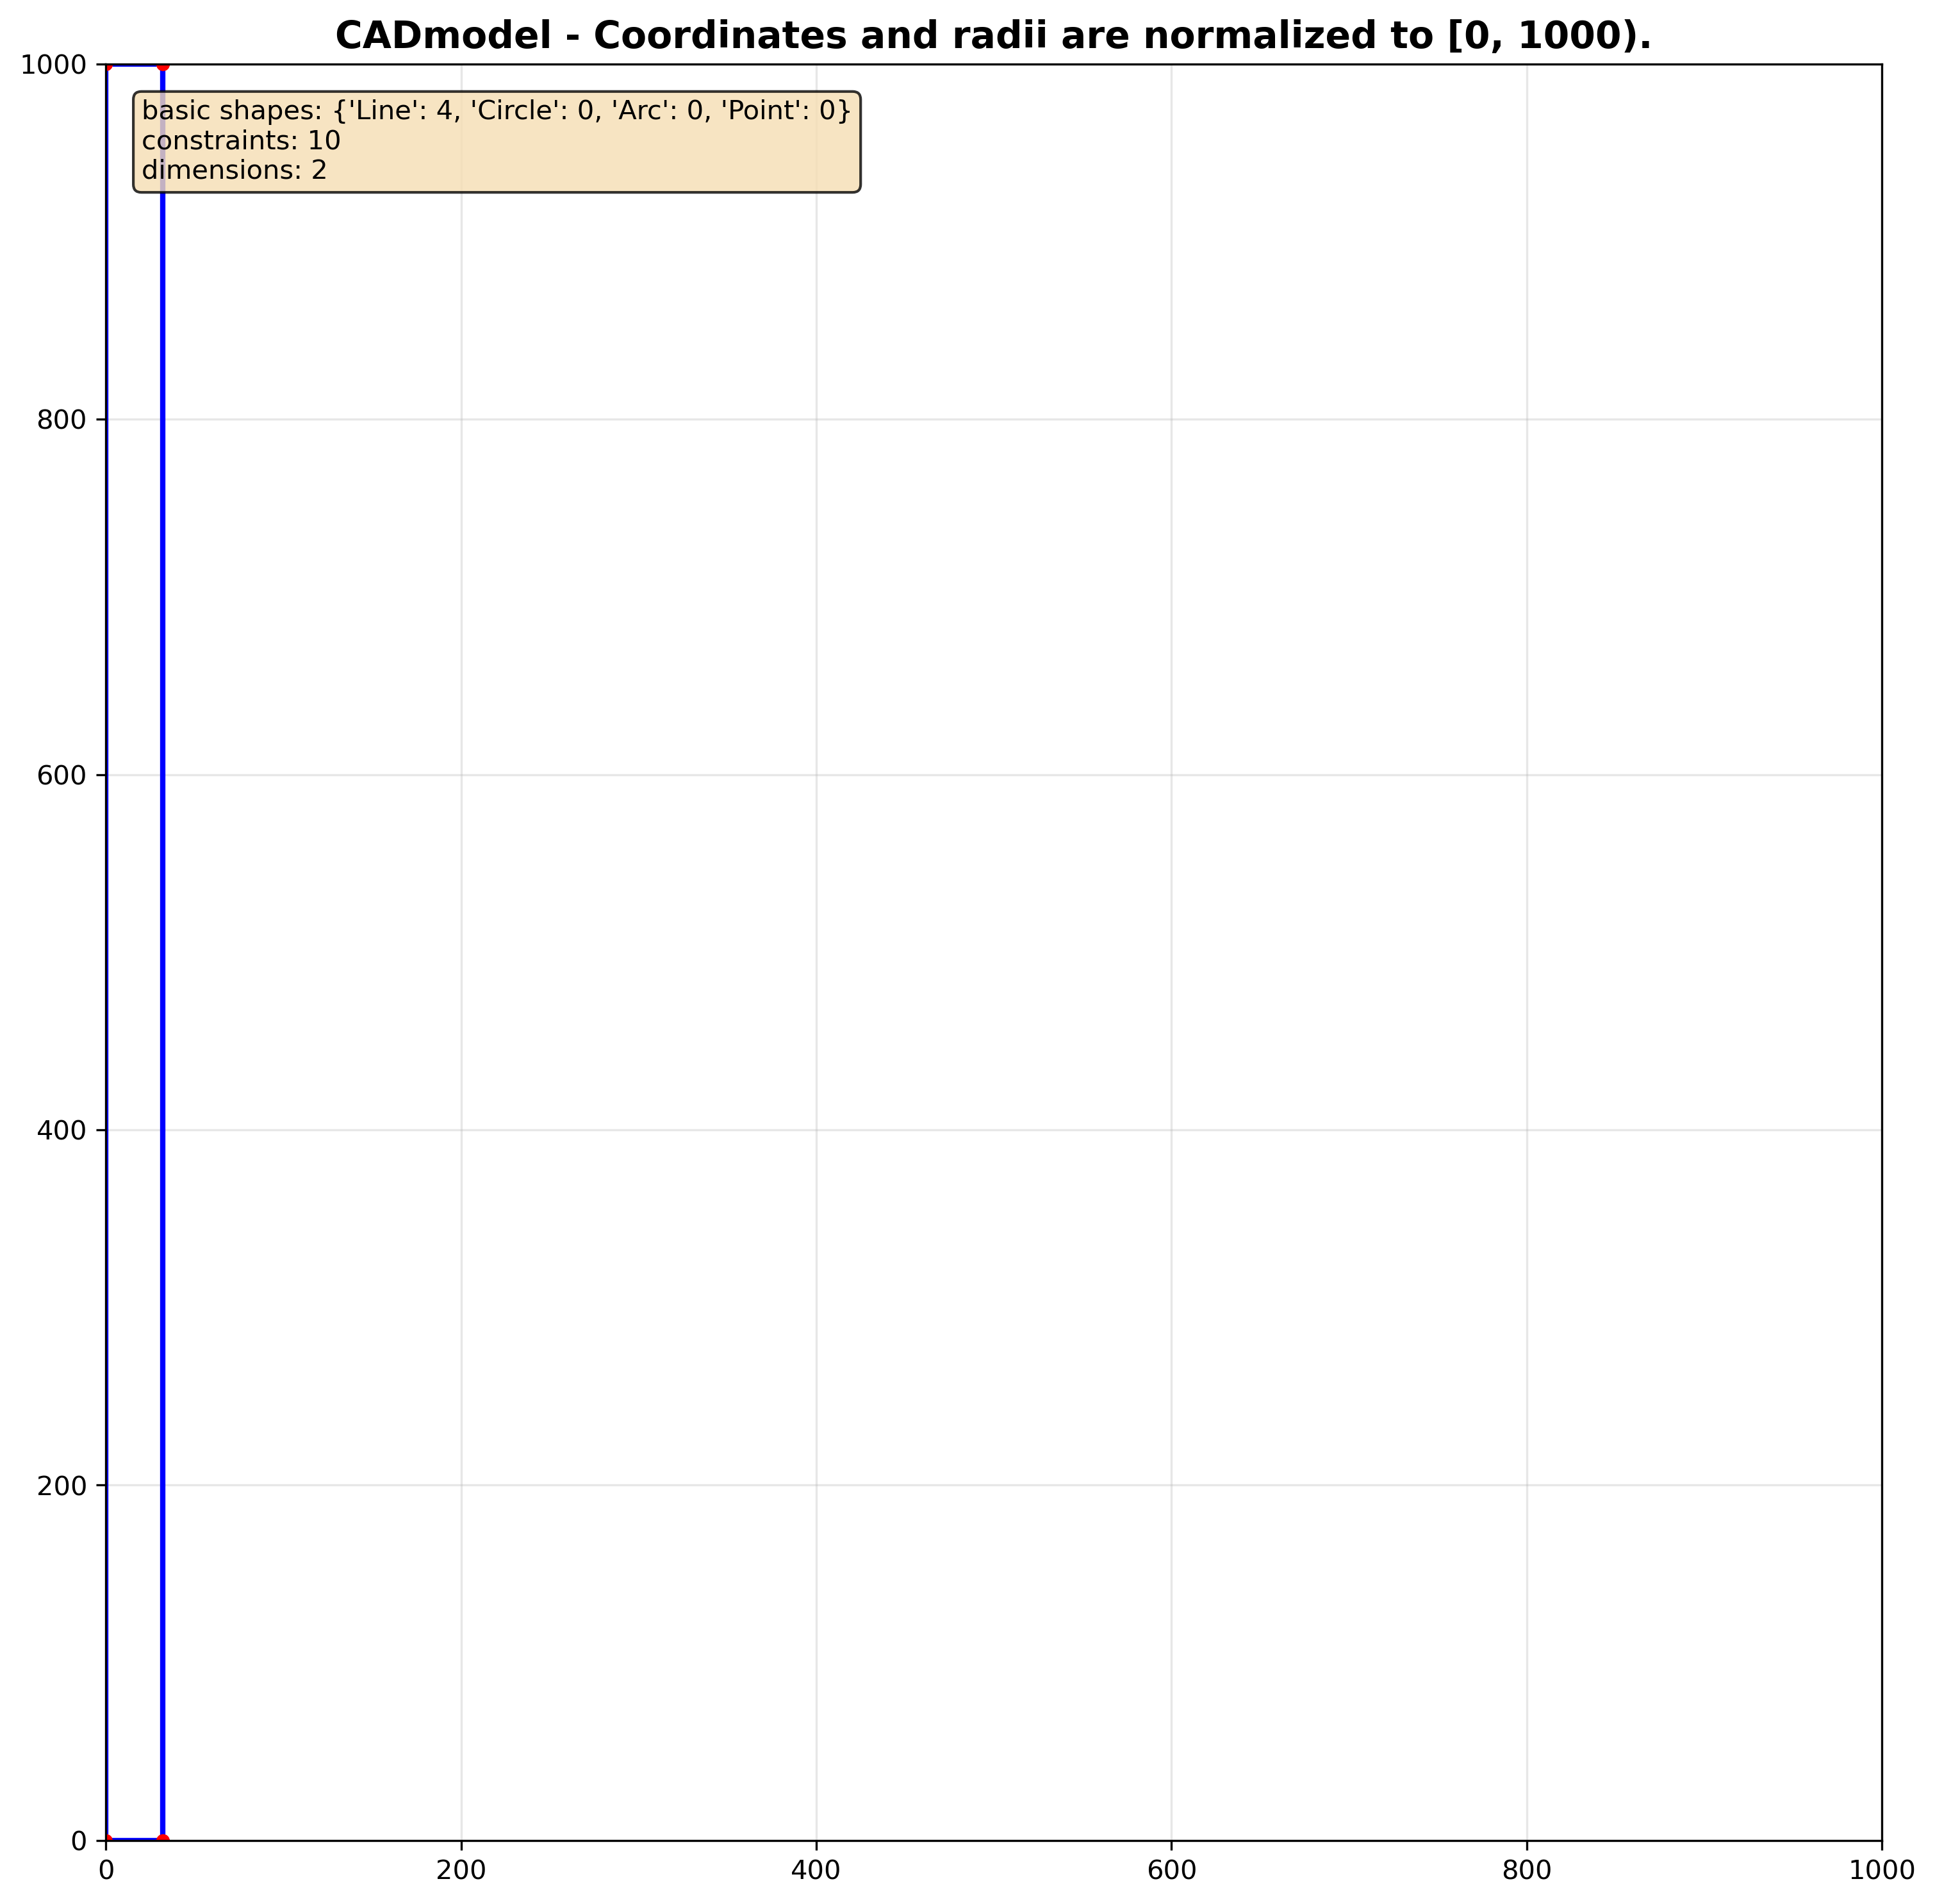 CADmodel - Coordinates and radii are normalized to [0, 1000).
1000
basic shapes: {'Line': 4, 'Circle': 0, 'Arc': 0, 'Point': 0}
constraints: 10
dimensions: 2
800
600
400
200
0
0 200 400 600 800 1000